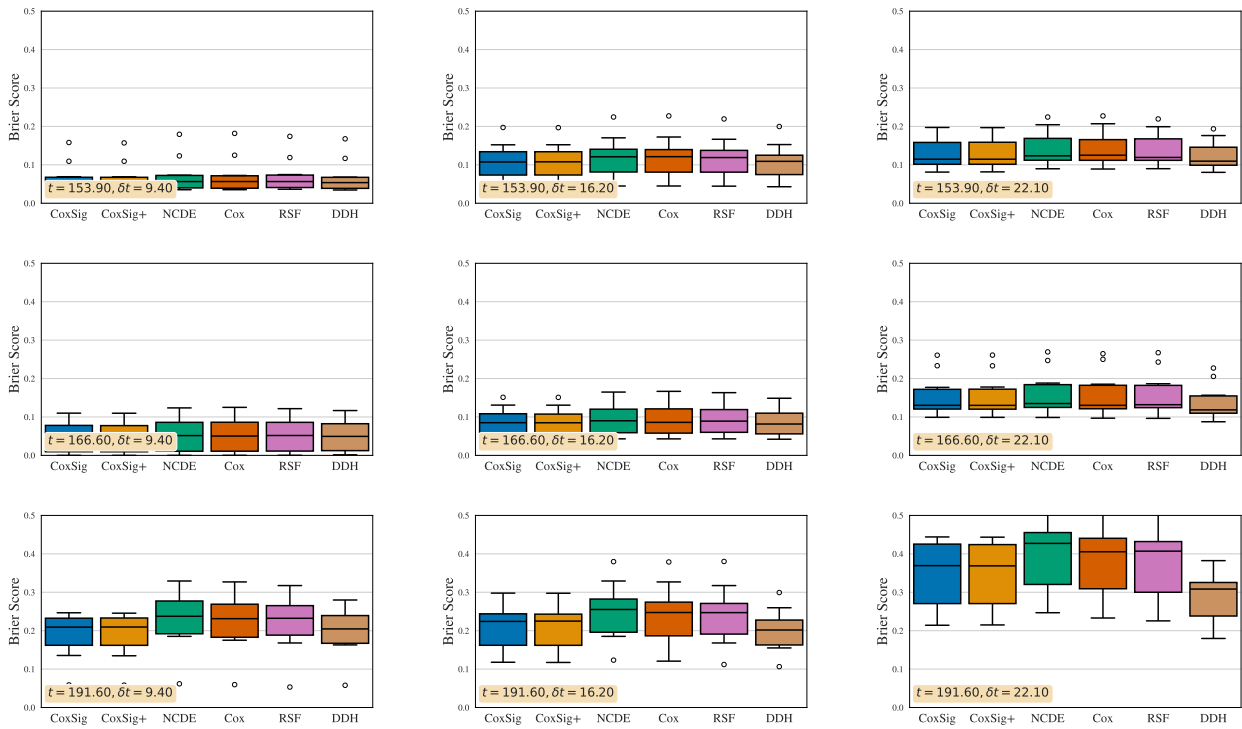 0.5
0.4
0.3
0.2
0.1
0.0
Brier Score
t = 153.90, δt = 9.40
CoxSig CoxSig+ NCDE Cox RSF DDH
0.5
0.4
0.3
0.2
0.1
0.0
Brier Score
t = 153.90, δt = 16.20
CoxSig CoxSig+ NCDE Cox RSF DDH
0.5
0.4
0.3
0.2
0.1
0.0
Brier Score
t = 153.90, δt = 22.10
CoxSig CoxSig+ NCDE Cox RSF DDH
0.5
0.4
0.3
0.2
0.1
0.0
Brier Score
t = 166.60, δt = 9.40
CoxSig CoxSig+ NCDE Cox RSF DDH
0.5
0.4
0.3
0.2
0.1
0.0
Brier Score
t = 166.60, δt = 16.20
CoxSig CoxSig+ NCDE Cox RSF DDH
0.5
0.4
0.3
0.2
0.1
0.0
Brier Score
t = 166.60, δt = 22.10
CoxSig CoxSig+ NCDE Cox RSF DDH
0.5
0.4
0.3
0.2
0.1
0.0
Brier Score
t = 191.60, δt = 9.40
CoxSig CoxSig+ NCDE Cox RSF DDH
0.5
0.4
0.3
0.2
0.1
0.0
Brier Score
t = 191.60, δt = 16.20
CoxSig CoxSig+ NCDE Cox RSF DDH
0.5
0.4
0.3
0.2
0.1
0.0
Brier Score
t = 191.60, δt = 22.10
CoxSig CoxSig+ NCDE Cox RSF DDH